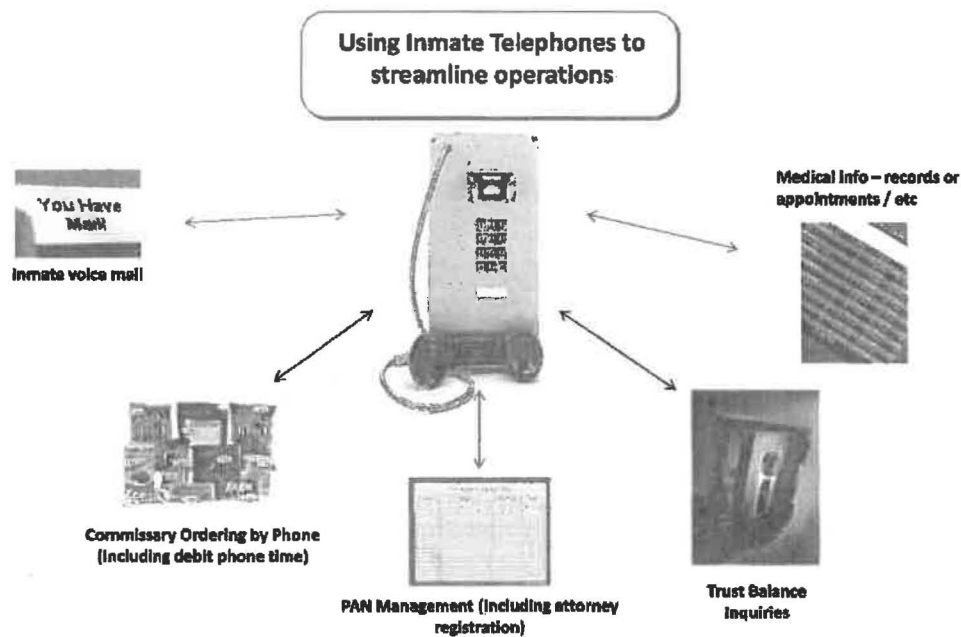 Using Inmate Telephones to
streamline operations
You Have
Mail!
Inmate voice mail
Medical info – records or
appointments / etc
Commissary Ordering by Phone
(including debit phone time)
PAN Management (including attorney
registration)
Trust Balance
Inquiries